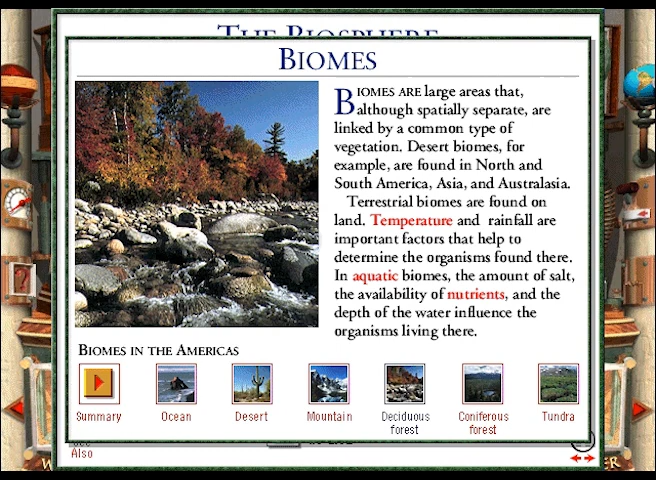 THE BIOSPHERE
BIOMES
BIOMES ARE large areas that,
although spatially separate, are
linked by a common type of
vegetation. Desert biomes, for
example, are found in North and
South America, Asia, and Australasia.
Terrestrial biomes are found on
land. Temperature and rainfall are
important factors that help to
determine the organisms found there.
In aquatic biomes, the amount of salt,
the availability of nutrients, and the
depth of the water influence the
organisms living there.
BIOMES IN THE AMERICAS
Summary
Ocean
Desert
Mountain
Deciduous
forest
Coniferous
forest
Tundra
Also